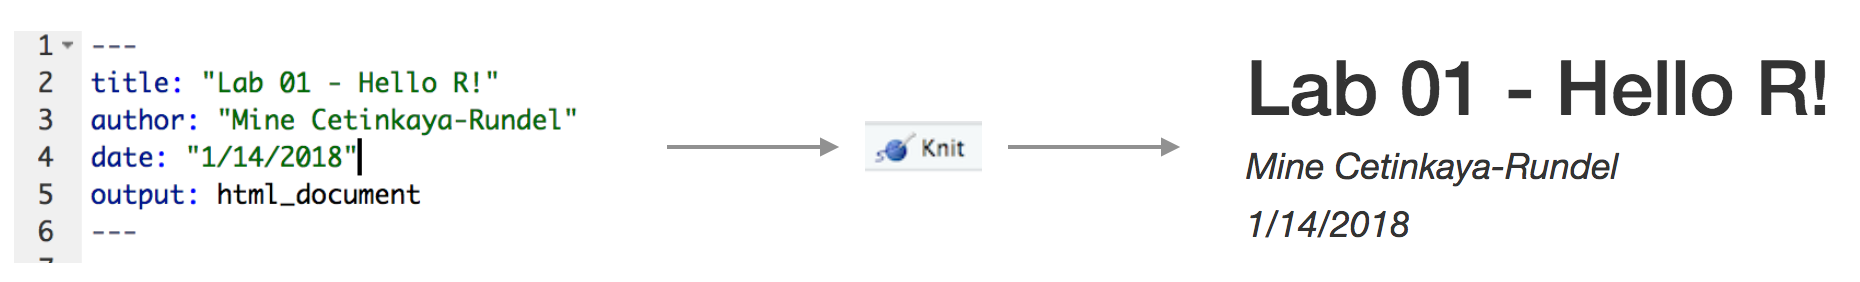 1 ---
2 title: "Lab 01 - Hello R!"
3 author: "Mine Cetinkaya-Rundel"
4 date: "1/14/2018"
5 output: html_document
6 ---
Knit
Lab 01 - Hello R!
Mine Cetinkaya-Rundel
1/14/2018